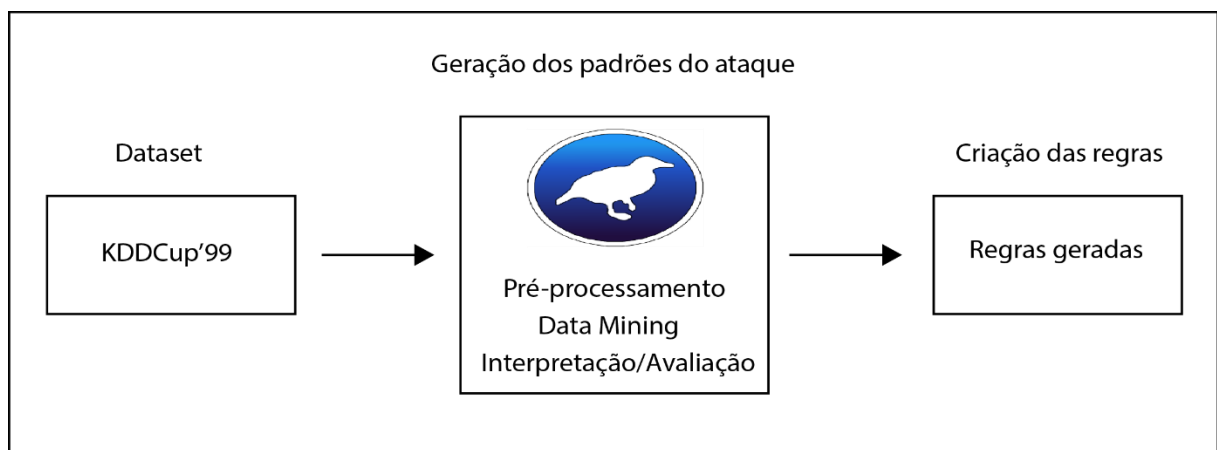 Geração dos padrões do ataque
Dataset
Criação das regras
KDDCup'99
Regras geradas
Pré-processamento
Data Mining
Interpretação/Avaliação